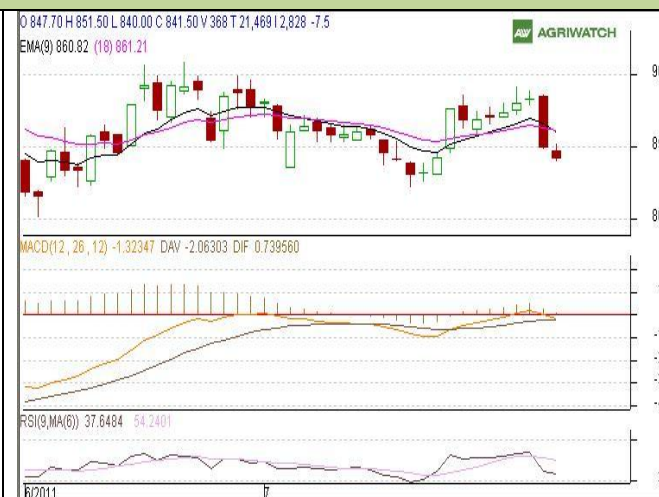 O 847.70 H 851.50 L 840.00 C 841.50 V 368 T 21,469 I 2,828 -7.5
AW AGRIWATCH
EMA(9) 860.82 (18) 861.21
MACD(12, 26, 12) -1.32347 DAV -2.06303 DIF 0.739560
RSI(9,MA(6)) 37.6484 54.2401
6/2011 7